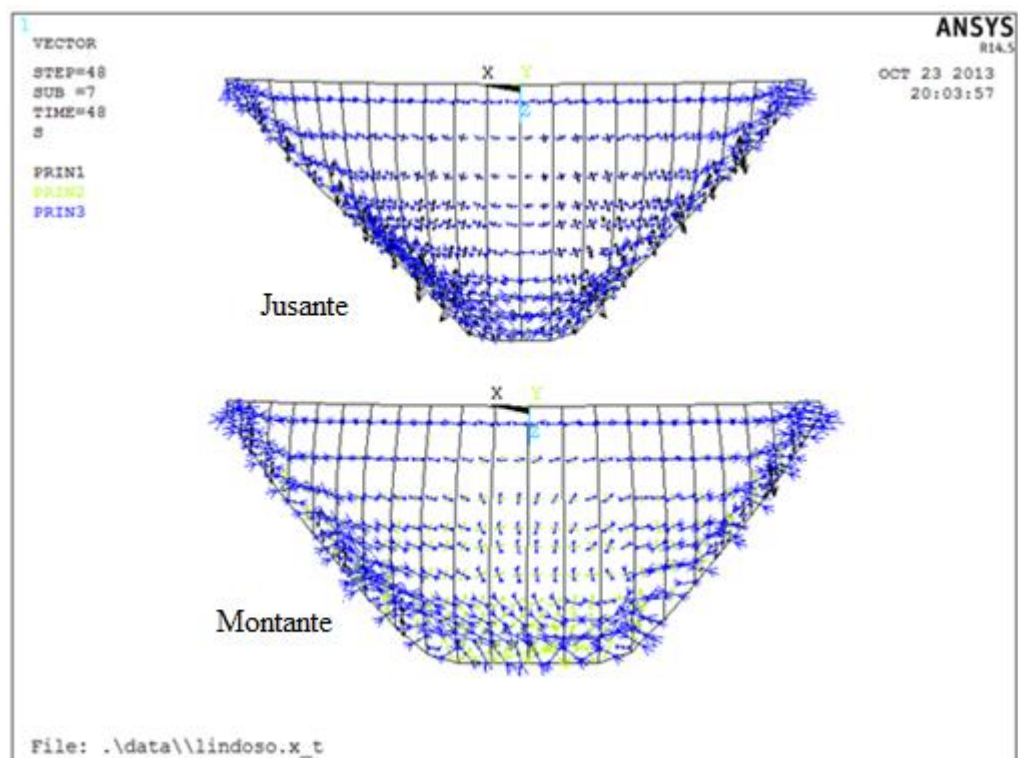 1
ANSYS
R14.5
VECTOR
STEP=48
SUB =7
TIME=48
S
PRIN1
PRIN2
PRIN3
OCT 23 2013
20:03:57
X Y
Z
Jusante
X Y
Z
Montante
File: .\data\\lindoso.x_t